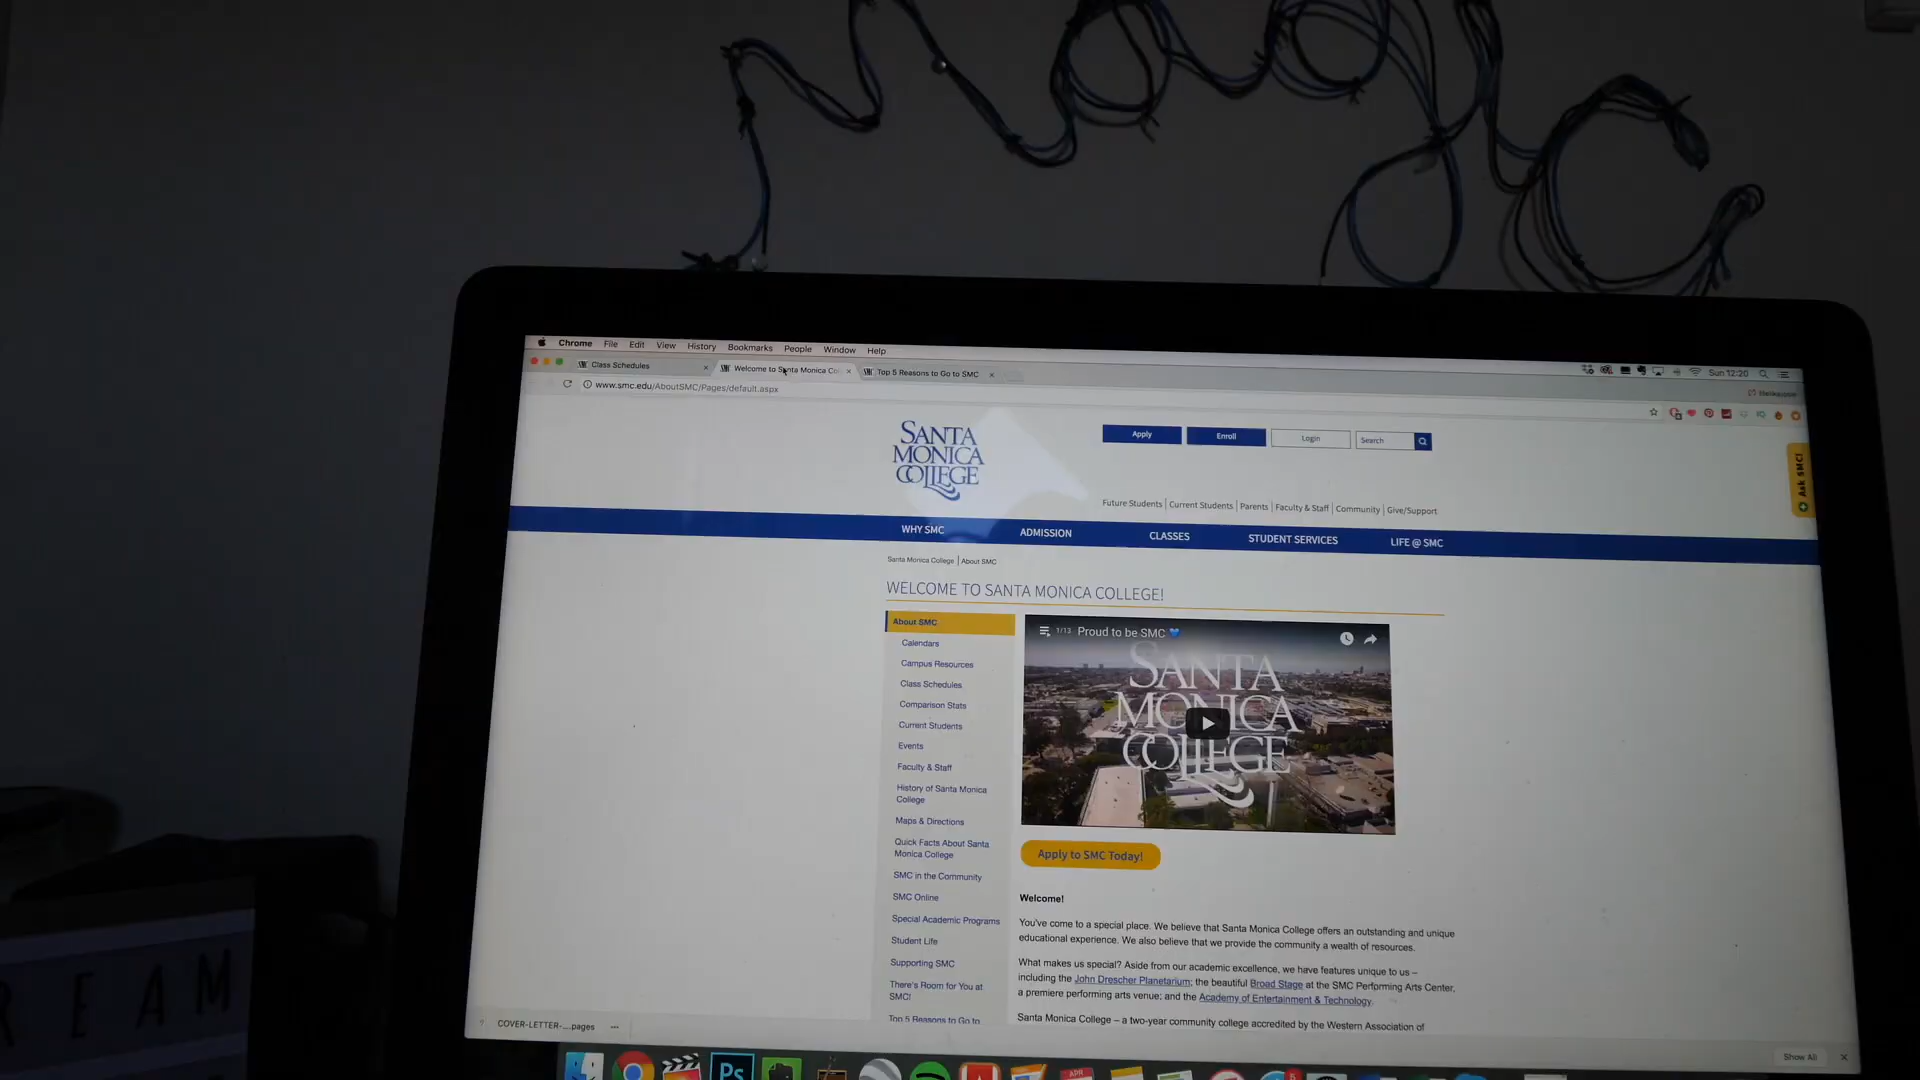 Magic
Chrome File Edit View History Bookmarks People Window Help
Sun 12:20
Class Schedules
Welcome to Santa Monica Co
Top 5 Reasons to Go to SMC
www.smc.edu/AboutSMC/Pages/default.aspx
SANTA
MONICA
COLLEGE
Apply
Enroll
Login
Search
Ask SMC!
Future Students | Current Students | Parents | Faculty & Staff | Community | Give/Support
WHY SMC
ADMISSION
CLASSES
STUDENT SERVICES
LIFE @ SMC
Santa Monica College | About SMC
WELCOME TO SANTA MONICA COLLEGE!
About SMC
Calendars
Campus Resources
Class Schedules
Comparison Stats
Current Students
Events
Faculty & Staff
History of Santa Monica
College
Maps & Directions
Quick Facts About Santa
Monica College
SMC in the Community
SMC Online
Special Academic Programs
Student Life
Supporting SMC
There's Room for You at
SMC!
Top 5 Reasons to Go to
1/13 Proud to be SMC 💙
SANTA
MONICA
COLLEGE
Apply to SMC Today!
Welcome!
You've come to a special place. We believe that Santa Monica College offers an outstanding and unique
educational experience. We also believe that we provide the community a wealth of resources.
What makes us special? Aside from our academic excellence, we have features unique to us –
including the John Drescher Planetarium; the beautiful Broad Stage at the SMC Performing Arts Center,
a premiere performing arts venue; and the Academy of Entertainment & Technology.
Santa Monica College – a two-year community college accredited by the Western Association of
COVER-LETTER-....pages
Show All
Ps
APR
5
REAM